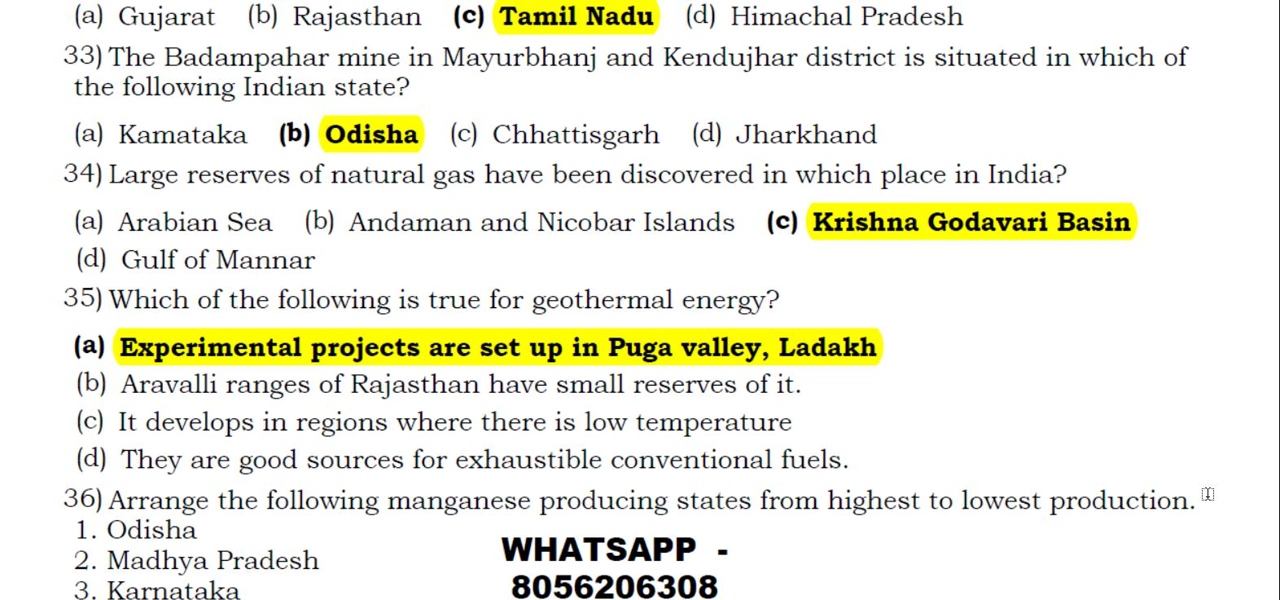 (a) Gujarat (b) Rajasthan (c) Tamil Nadu (d) Himachal Pradesh
33) The Badampahar mine in Mayurbhanj and Kendujhar district is situated in which of
the following Indian state?
(a) Kamataka (b) Odisha (c) Chhattisgarh (d) Jharkhand
34) Large reserves of natural gas have been discovered in which place in India?
(a) Arabian Sea (b) Andaman and Nicobar Islands (c) Krishna Godavari Basin
(d) Gulf of Mannar
35) Which of the following is true for geothermal energy?
(a) Experimental projects are set up in Puga valley, Ladakh
(b) Aravalli ranges of Rajasthan have small reserves of it.
(c) It develops in regions where there is low temperature
(d) They are good sources for exhaustible conventional fuels.
36) Arrange the following manganese producing states from highest to lowest production.
1. Odisha
2. Madhya Pradesh
3. Karnataka
WHATSAPP -
8056206308